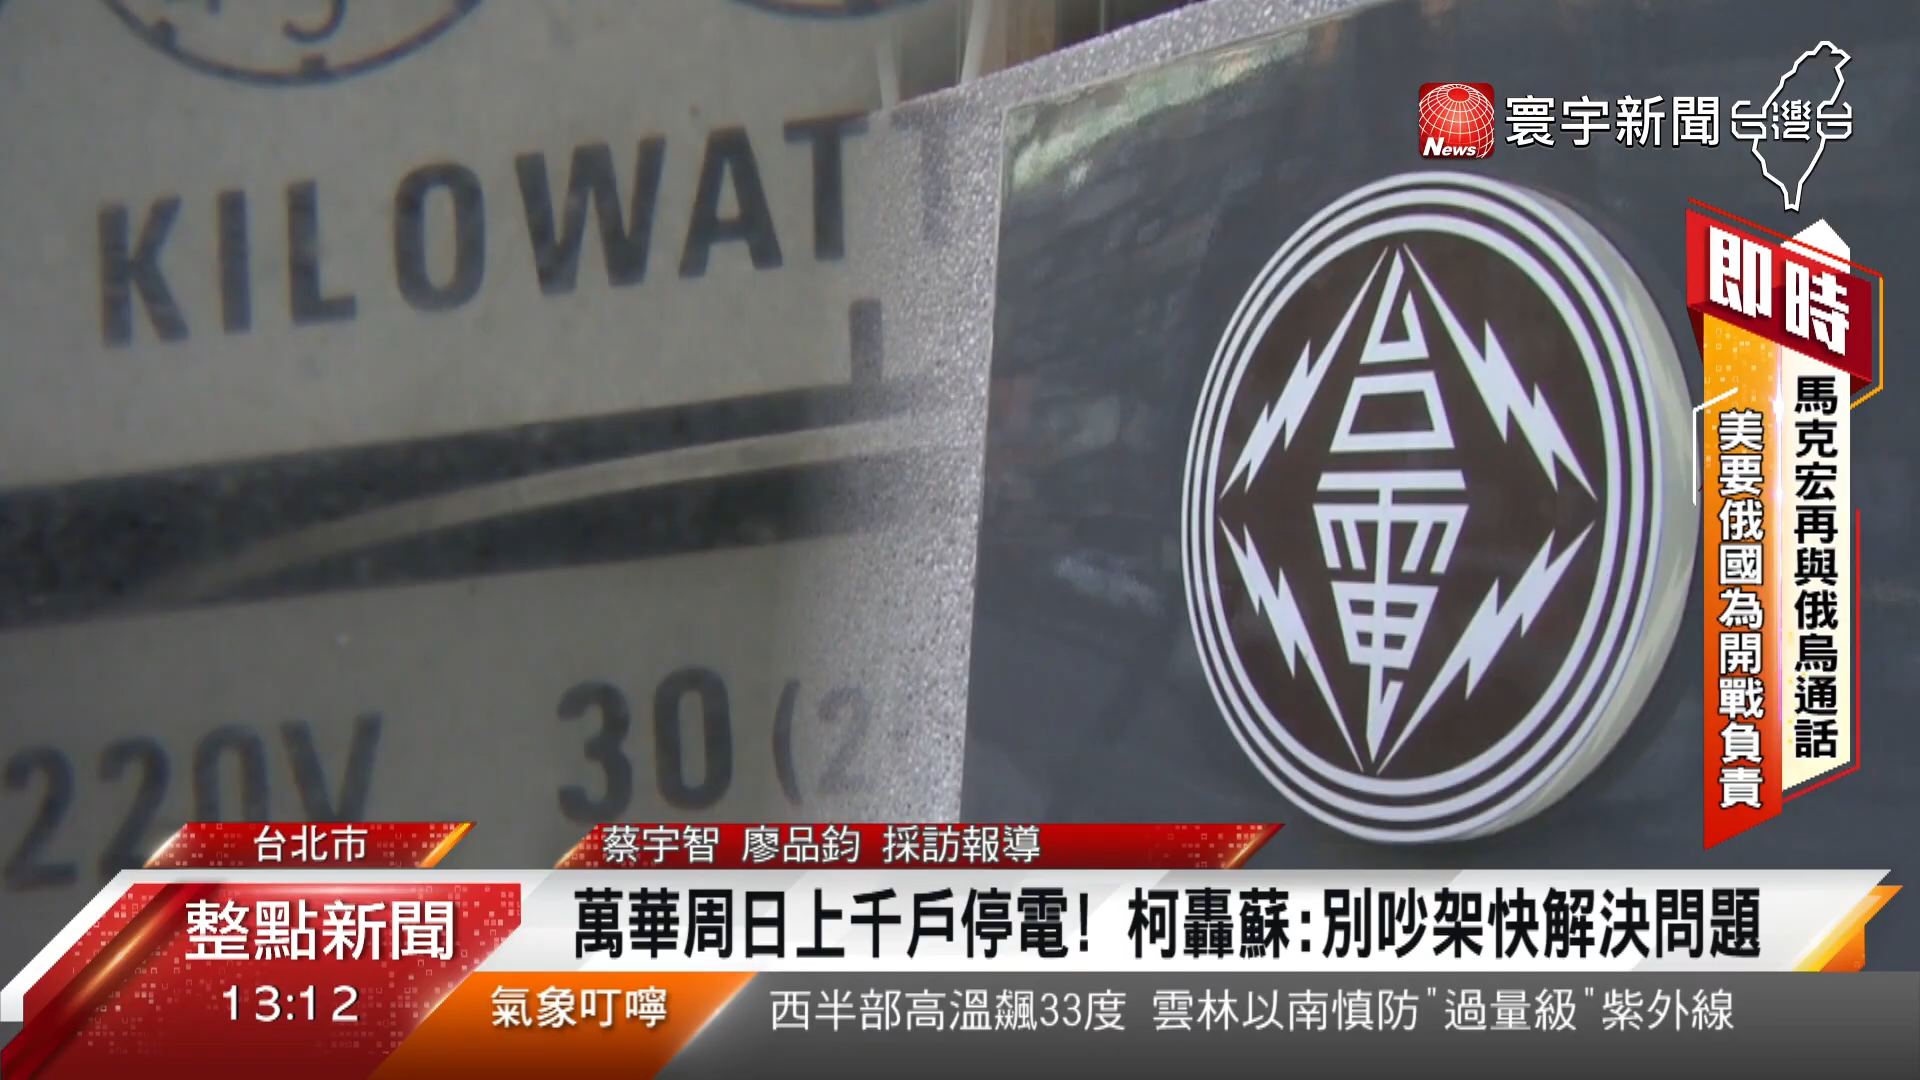 KILOWATT
220V 30(2
台電
News 寰宇新聞 台灣台
即時
馬克宏再與俄烏通話
美要俄國為開戰負責
台北市 蔡宇智 廖品鈞 採訪報導
整點新聞 萬華周日上千戶停電! 柯轟蘇:別吵架快解決問題
13:12 氣象叮嚀 西半部高溫飆33度 雲林以南慎防"過量級"紫外線